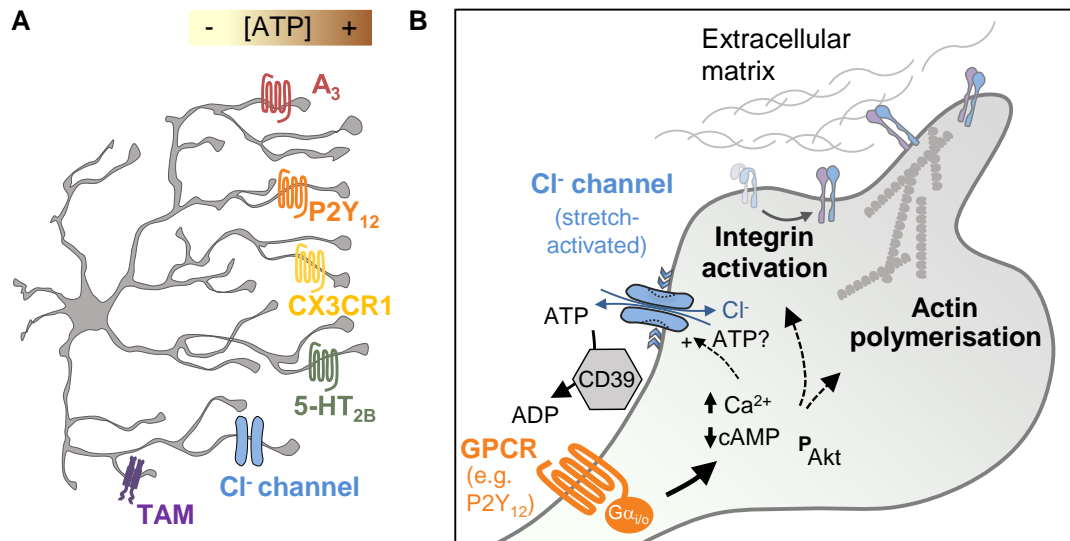 A
- [ATP] +
A₃
P2Y₁₂
CX3CR1
5-HT₂B
Cl⁻ channel
TAM
B
Extracellular
matrix
Cl⁻ channel
(stretch-
activated)
Integrin
activation
Actin
polymerisation
ATP
Cl⁻
+ ATP?
CD39
ADP
Ca²⁺
cAMP
P
Akt
GPCR
(e.g.
P2Y₁₂)
Gαi/o